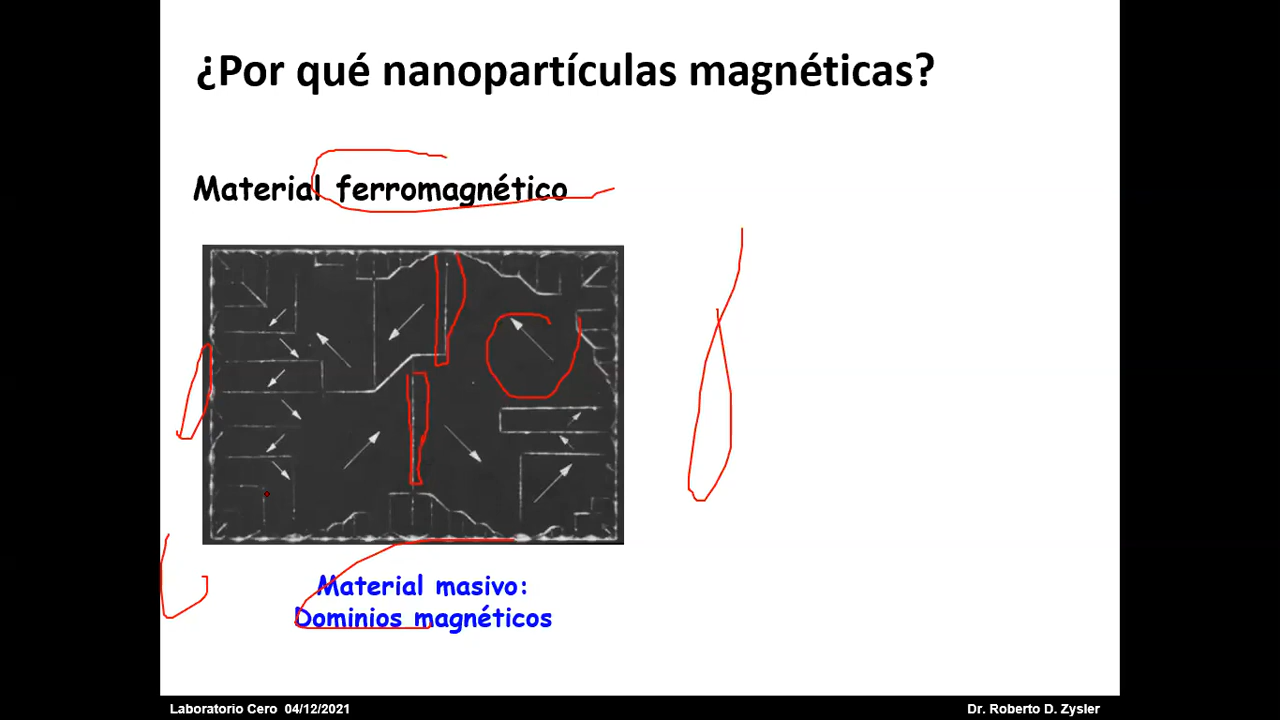 ¿Por qué nanopartículas magnéticas?
Material ferromagnético
Material masivo:
Dominios magnéticos
Laboratorio Cero 04/12/2021
Dr. Roberto D. Zysler